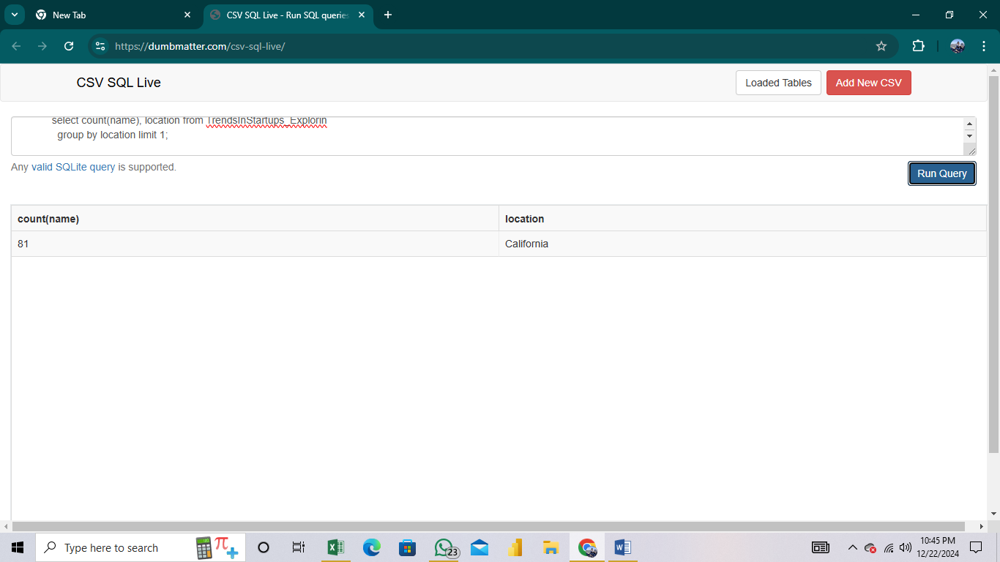 New Tab
CSV SQL Live - Run SQL queries
https://dumbmatter.com/csv-sql-live/
CSV SQL Live
Loaded Tables
Add New CSV
select count(name), location from TrendsInStartups_Explorin
group by location limit 1;
Any valid SQLite query is supported.
Run Query
count(name) location
81 California
Type here to search
23
10:45 PM
12/22/2024